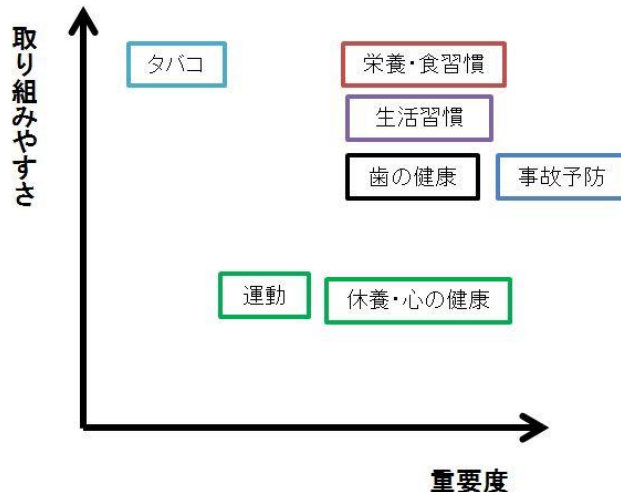 取り組みやすさ
タバコ
栄養・食習慣
生活習慣
歯の健康
事故予防
運動
休養・心の健康
重要度